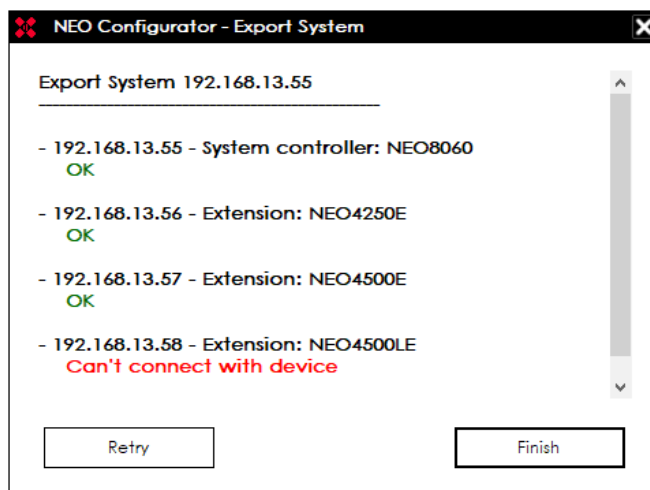 NEO Configurator - Export System
Export System 192.168.13.55
--------------------------------------------------
- 192.168.13.55 - System controller: NEO8060
OK
- 192.168.13.56 - Extension: NEO4250E
OK
- 192.168.13.57 - Extension: NEO4500E
OK
- 192.168.13.58 - Extension: NEO4500LE
Can't connect with device
Retry
Finish